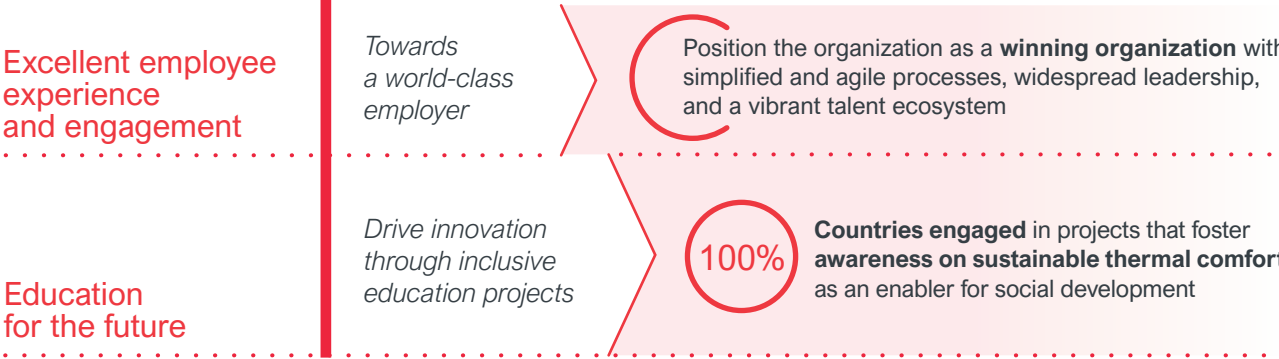 Excellent employee
experience
and engagement
Towards
a world-class
employer
Position the organization as a winning organization with
simplified and agile processes, widespread leadership,
and a vibrant talent ecosystem
Education
for the future
Drive innovation
through inclusive
education projects
100%
Countries engaged in projects that foster
awareness on sustainable thermal comfort
as an enabler for social development